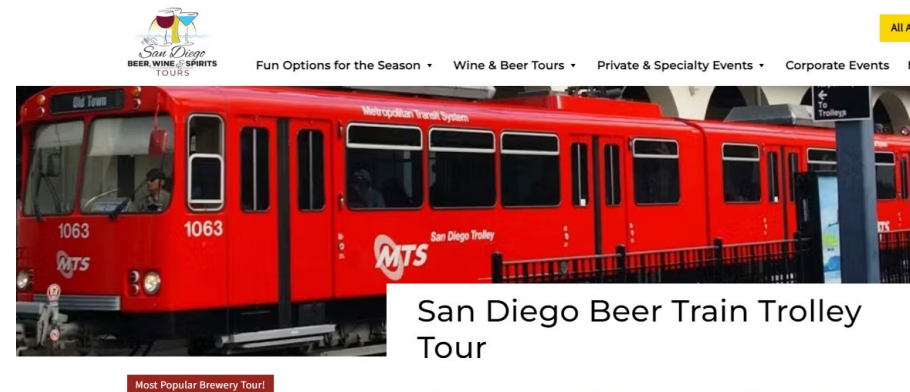 All A
San Diego
BEER, WINE & SPIRITS
TOURS
Fun Options for the Season
Wine & Beer Tours
Private & Specialty Events
Corporate Events
Old Town
Metropolitan Transit System
To
Trolleys
1063
1063
MTS
San Diego Trolley
MTS
17
San Diego Beer Train Trolley
Tour
Most Popular Brewery Tour!